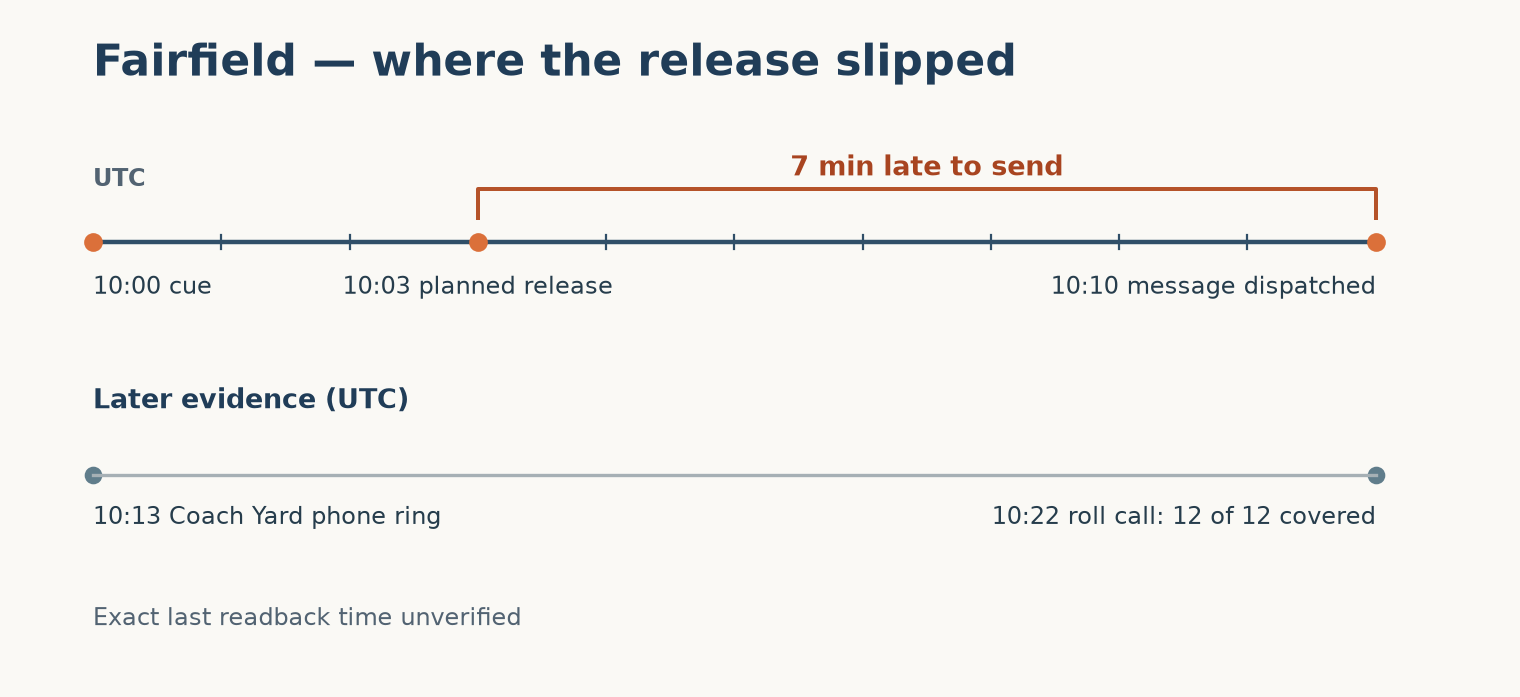 Fairfield — where the release slipped
7 min late to send
UTC
10:00 cue
10:03 planned release
10:10 message dispatched
Later evidence (UTC)
10:13 Coach Yard phone ring
10:22 roll call: 12 of 12 covered
Exact last readback time unverified